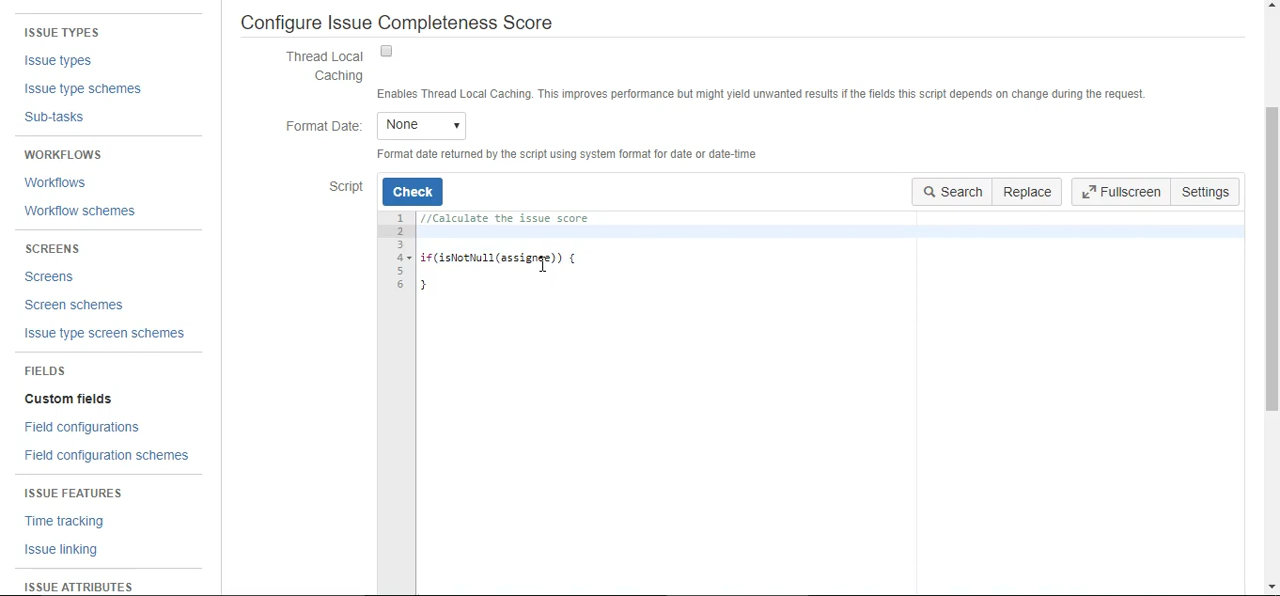 ISSUE TYPES
Issue types
Issue type schemes
Sub-tasks
WORKFLOWS
Workflows
Workflow schemes
SCREENS
Screens
Screen schemes
Issue type screen schemes
FIELDS
Custom fields
Field configurations
Field configuration schemes
ISSUE FEATURES
Time tracking
Issue linking
ISSUE ATTRIBUTES
Configure Issue Completeness Score
Thread Local
Caching
Enables Thread Local Caching. This improves performance but might yield unwanted results if the fields this script depends on change during the request.
Format Date: None
Format date returned by the script using system format for date or date-time
Script Check Search Replace Fullscreen Settings
1 //Calculate the issue score
2
3
4 if(isNotNull(assignee)) {
5
6 }